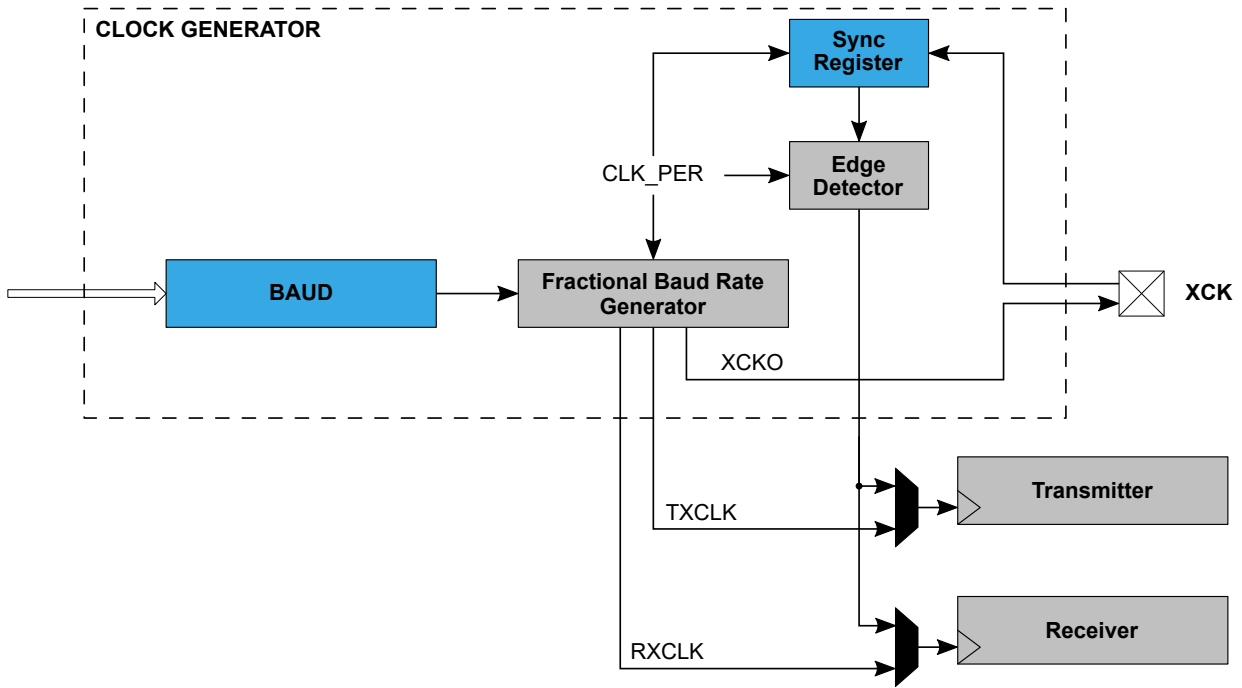 CLOCK GENERATOR
Sync
Register
CLK_PER
Edge
Detector
BAUD
Fractional Baud Rate
Generator
XCK
XCKO
TXCLK
Transmitter
RXCLK
Receiver